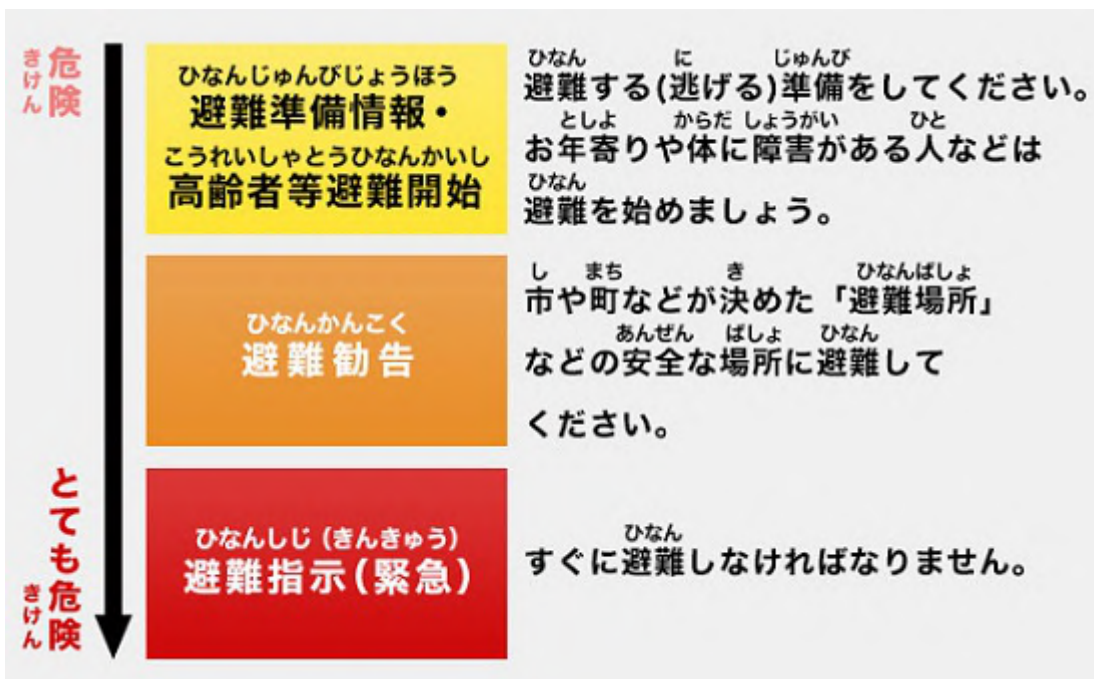 危険
きけん
ひなんじゅんびじょうほう
避難準備情報・
こうれいしゃとうひなんかいし
高齢者等避難開始
ひなん に じゅんび
避難する(逃げる)準備をしてください。
としよ からだ しょうがい ひと
お年寄りや体に障害がある人などは
ひなん
避難を始めましょう。
ひなんかんこく
避難勧告
し まち き ひなんばしょ
市や町などが決めた「避難場所」
あんぜん ばしょ ひなん
などの安全な場所に避難して
ください。
とても危険
きけん
ひなんしじ(きんきゅう)
避難指示(緊急)
ひなん
すぐに避難しなければなりません。